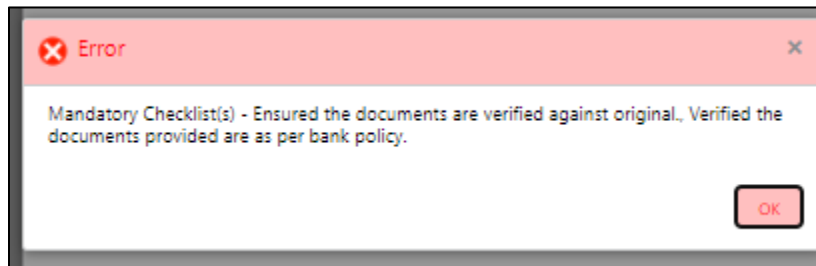 Error
Mandatory Checklist(s) - Ensured the documents are verified against original., Verified the
documents provided are as per bank policy.
OK